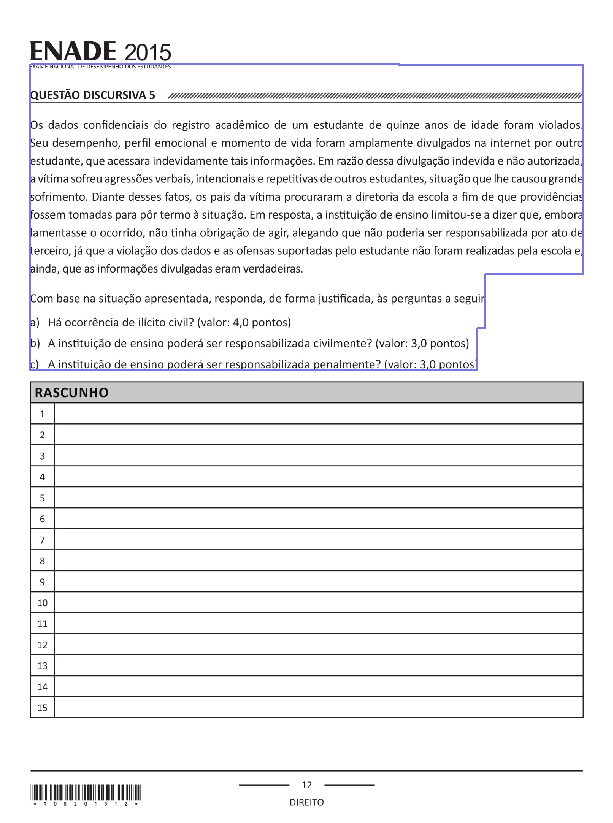 ENADE 2015
EXAME NACIONAL DE DESEMPENHO DOS ESTUDANTES
QUESTÃO DISCURSIVA 5
Os dados confidenciais do registro acadêmico de um estudante de quinze anos de idade foram violados.
Seu desempenho, perfil emocional e momento de vida foram amplamente divulgados na internet por outro
estudante, que acessara indevidamente tais informações. Em razão dessa divulgação indevida e não autorizada,
a vítima sofreu agressões verbais, intencionais e repetitivas de outros estudantes, situação que lhe causou grande
sofrimento. Diante desses fatos, os pais da vítima procuraram a diretoria da escola a fim de que providências
fossem tomadas para pôr termo à situação. Em resposta, a instituição de ensino limitou-se a dizer que, embora
lamentasse o ocorrido, não tinha obrigação de agir, alegando que não poderia ser responsabilizada por ato de
terceiro, já que a violação dos dados e as ofensas suportadas pelo estudante não foram realizadas pela escola e,
ainda, que as informações divulgadas eram verdadeiras.
Com base na situação apresentada, responda, de forma justificada, às perguntas a seguir
a) Há ocorrência de ilícito civil? (valor: 4,0 pontos)
b) A instituição de ensino poderá ser responsabilizada civilmente? (valor: 3,0 pontos)
c) A instituição de ensino poderá ser responsabilizada penalmente? (valor: 3,0 pontos)
RASCUNHO
1
2
3
4
5
6
7
8
9
10
11
12
13
14
15
12
DIREITO